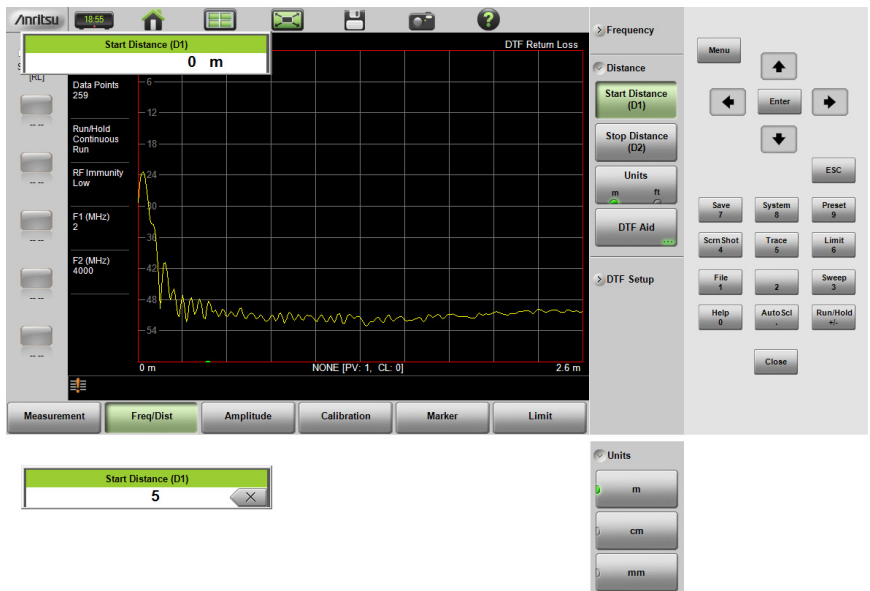 Anritsu
18:55
?
Start Distance (D1)
0 m
DTF Return Loss
[RL]
Data Points
259
Run/Hold
Continuous
Run
RF Immunity
Low
F1 (MHz)
2
F2 (MHz)
4000
-- --
-- --
-- --
-- --
-- --
-6
-12
-18
-24
-30
-36
-42
-48
-54
0 m
NONE [PV: 1, CL: 0]
2.6 m
Measurement
Freq/Dist
Amplitude
Calibration
Marker
Limit
Frequency
Distance
Start Distance
(D1)
Stop Distance
(D2)
Units
m ft
DTF Aid
DTF Setup
Menu
Enter
ESC
Save
7
System
8
Preset
9
ScrnShot
4
Trace
5
Limit
6
File
1
2
Sweep
3
Help
0
AutoScl
.
Run/Hold
+/-
Close
Start Distance (D1)
5
Units
m
cm
mm